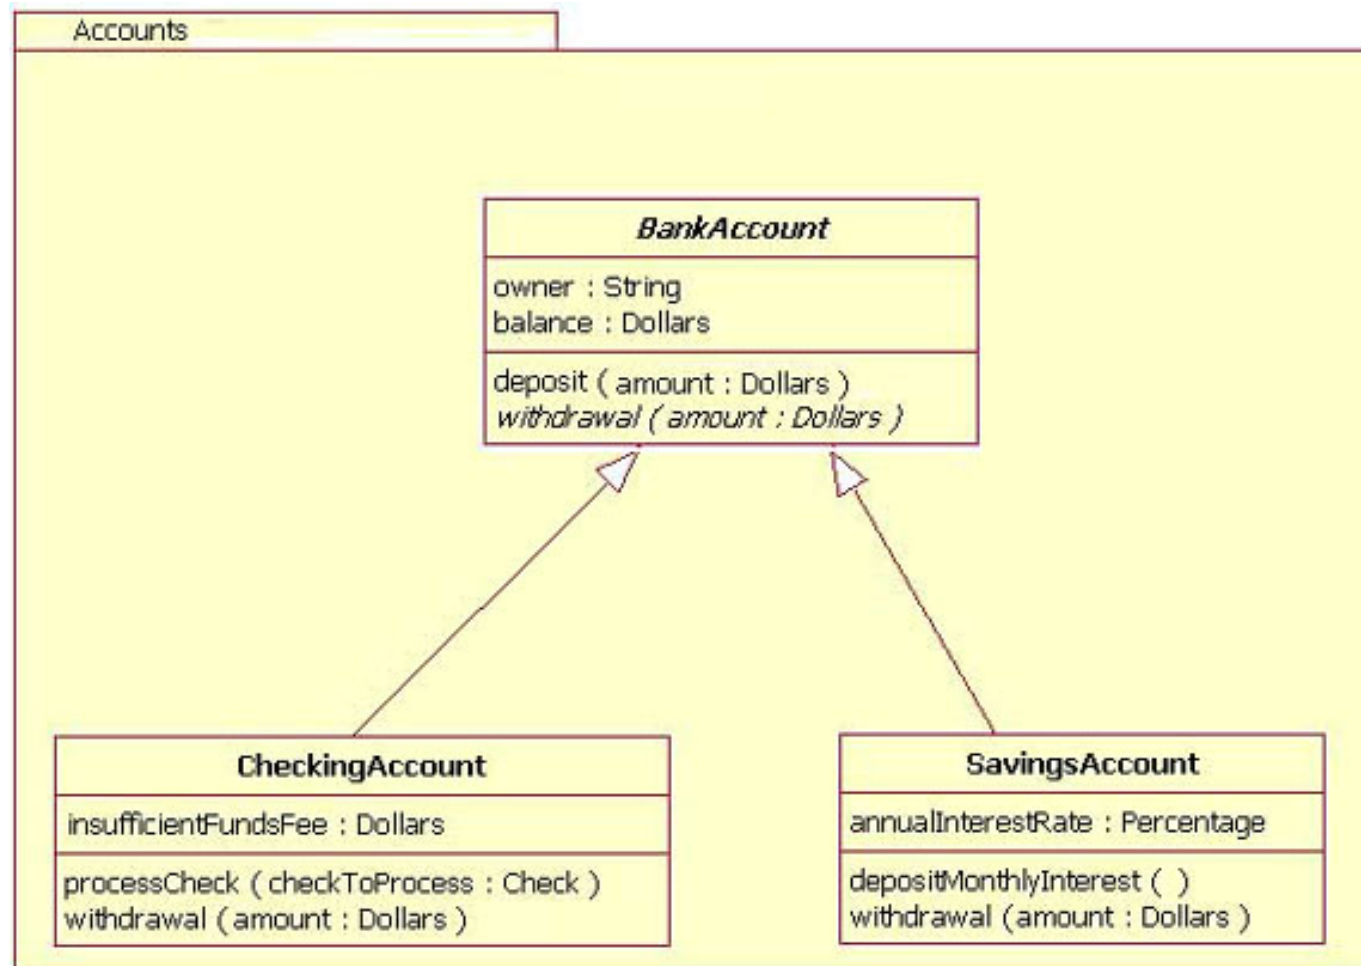 Accounts
BankAccount
owner : String
balance : Dollars
deposit ( amount : Dollars )
withdrawal ( amount : Dollars )
CheckingAccount
insufficientFundsFee : Dollars
processCheck ( checkToProcess : Check )
withdrawal ( amount : Dollars )
SavingsAccount
annualInterestRate : Percentage
depositMonthlyInterest ( )
withdrawal ( amount : Dollars )